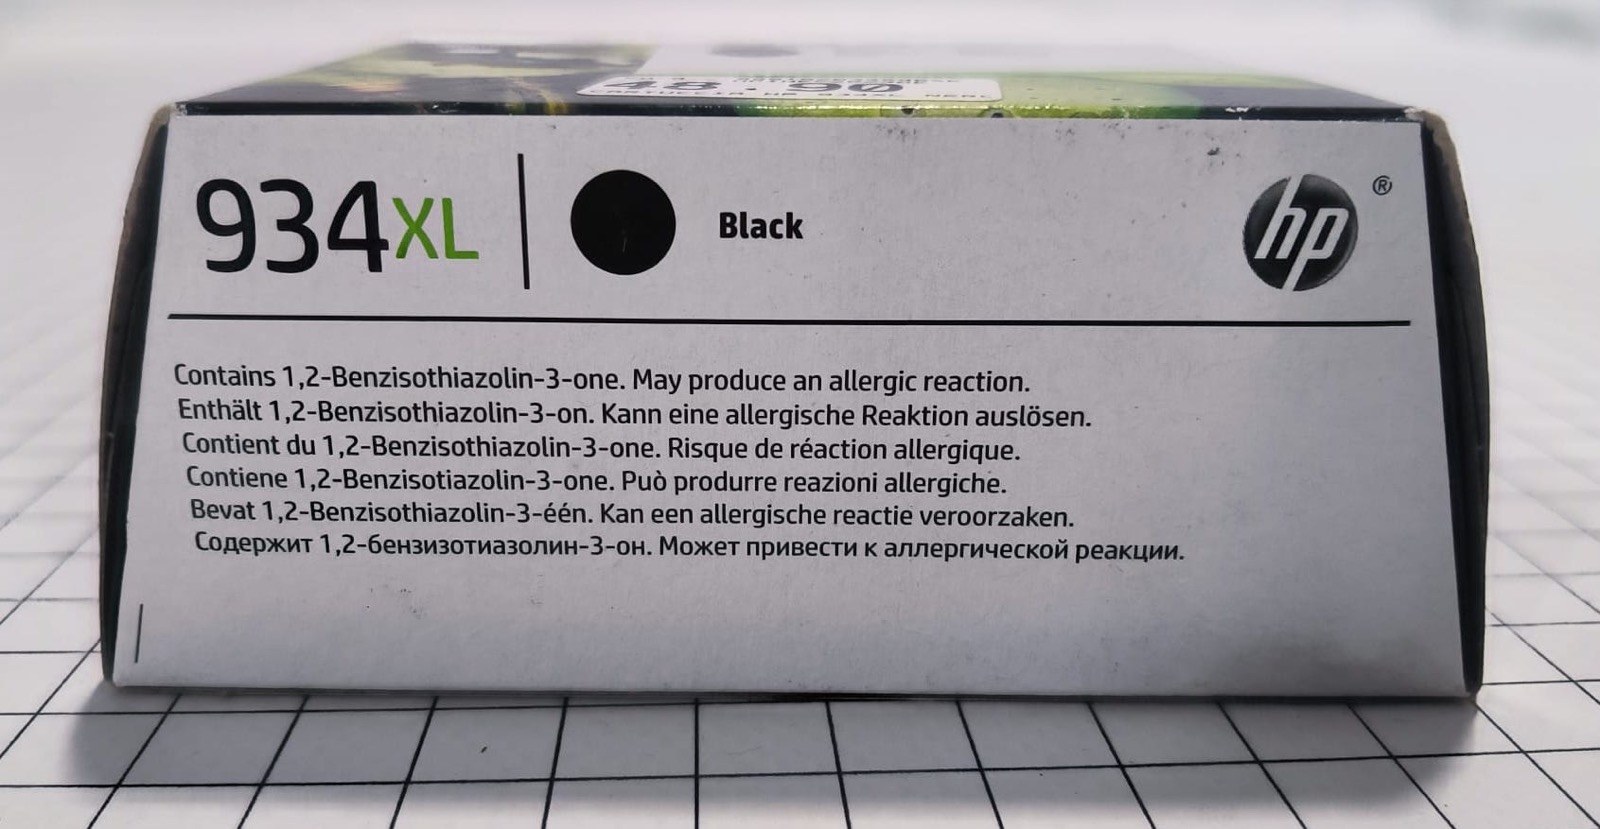 48.90
934XL
Black
hp ®
Contains 1,2-Benzisothiazolin-3-one. May produce an allergic reaction.
Enthält 1,2-Benzisothiazolin-3-on. Kann eine allergische Reaktion auslösen.
Contient du 1,2-Benzisothiazolin-3-one. Risque de réaction allergique.
Contiene 1,2-Benzisotiazolin-3-one. Può produrre reazioni allergiche.
Bevat 1,2-Benzisothiazolin-3-één. Kan een allergische reactie veroorzaken.
Содержит 1,2-бензизотиазолин-3-он. Может привести к аллергической реакции.